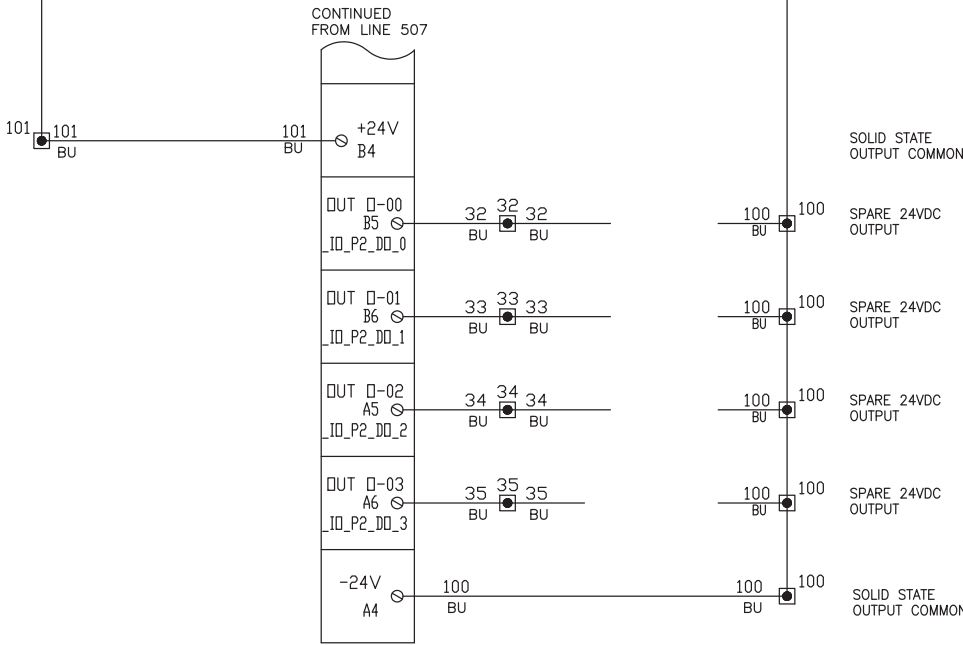 CONTINUED
FROM LINE 507
101 101 101 +24V
BU BU B4
SOLID STATE
OUTPUT COMMON
OUT 0-00
B5
_IO_P2_DO_0
32 32 32
BU BU
100 100
BU
SPARE 24VDC
OUTPUT
OUT 0-01
B6
_IO_P2_DO_1
33 33 33
BU BU
100 100
BU
SPARE 24VDC
OUTPUT
OUT 0-02
A5
_IO_P2_DO_2
34 34 34
BU BU
100 100
BU
SPARE 24VDC
OUTPUT
OUT 0-03
A6
_IO_P2_DO_3
35 35 35
BU BU
100 100
BU
SPARE 24VDC
OUTPUT
-24V
A4
100 100 100
BU BU
SOLID STATE
OUTPUT COMMON